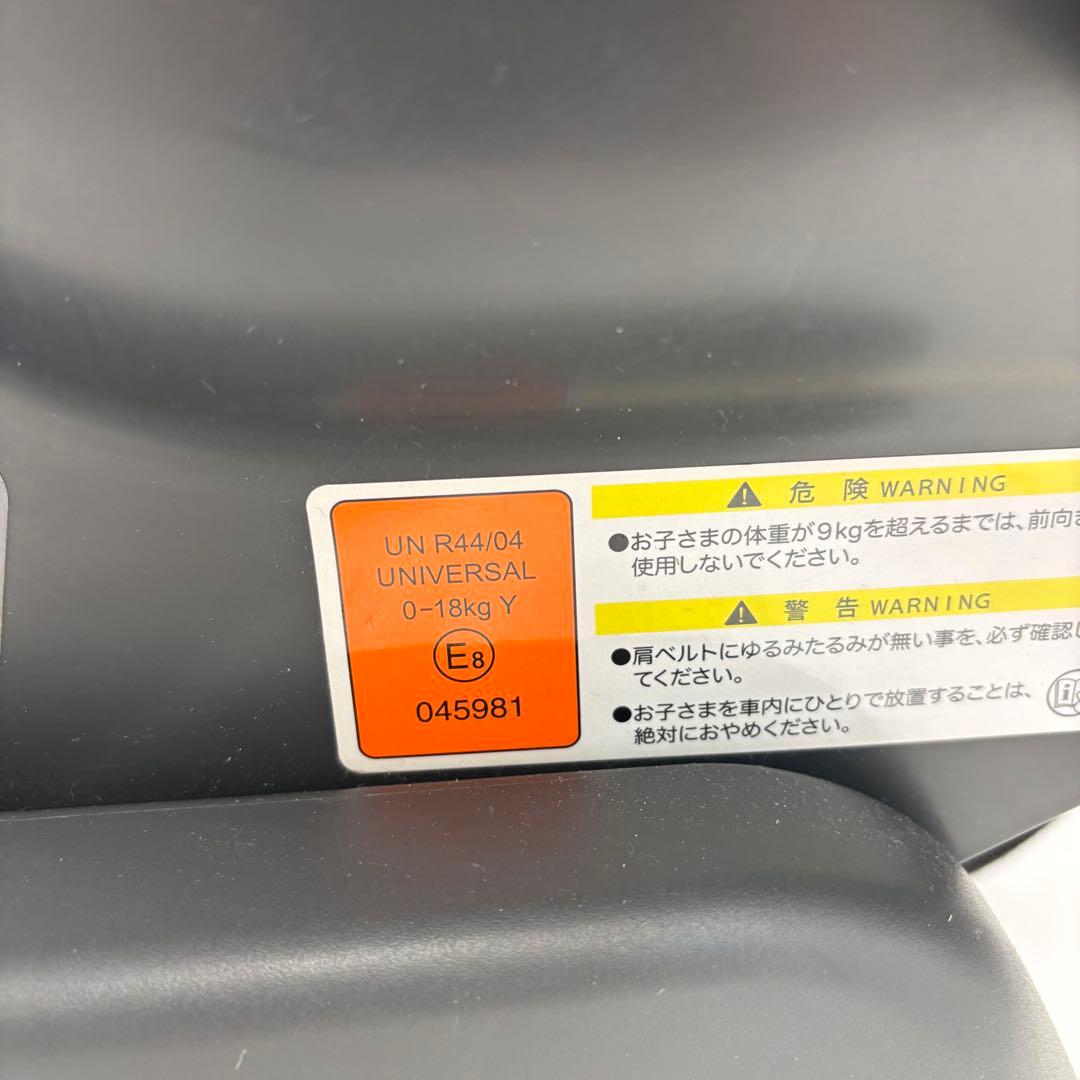 UN R44/04
UNIVERSAL
0-18kg Y
E8
045981
危 険 WARNING
●お子さまの体重が9kgを超えるまでは、前向き
使用しないでください。
警 告 WARNING
●肩ベルトにゆるみたるみが無い事を、必ず確認し
てください。
●お子さまを車内にひとりで放置することは、
絶対におやめください。
i